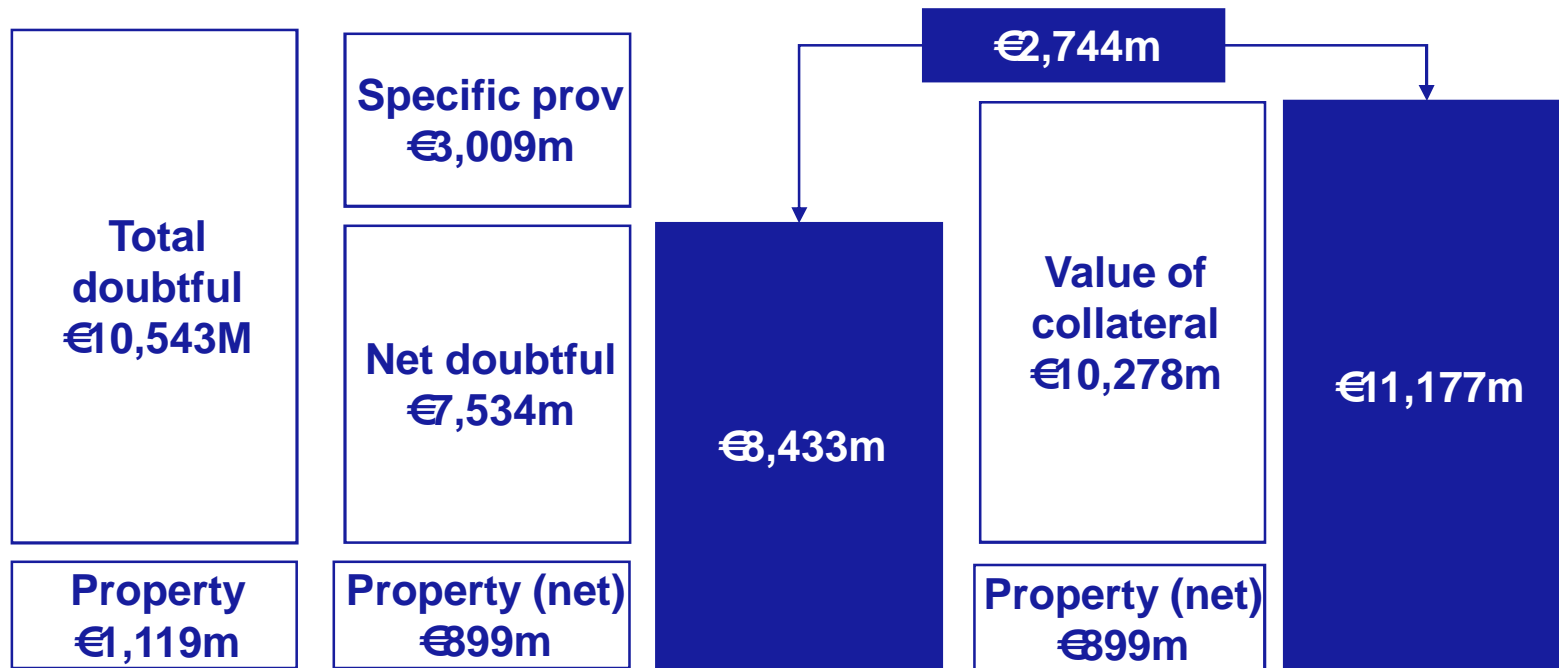 Total
doubtful
€10,543M
Property
€1,119m
Specific prov
€3,009m
Net doubtful
€7,534m
Property (net)
€899m
€8,433m
€2,744m
Value of
collateral
€10,278m
Property (net)
€899m
€11,177m